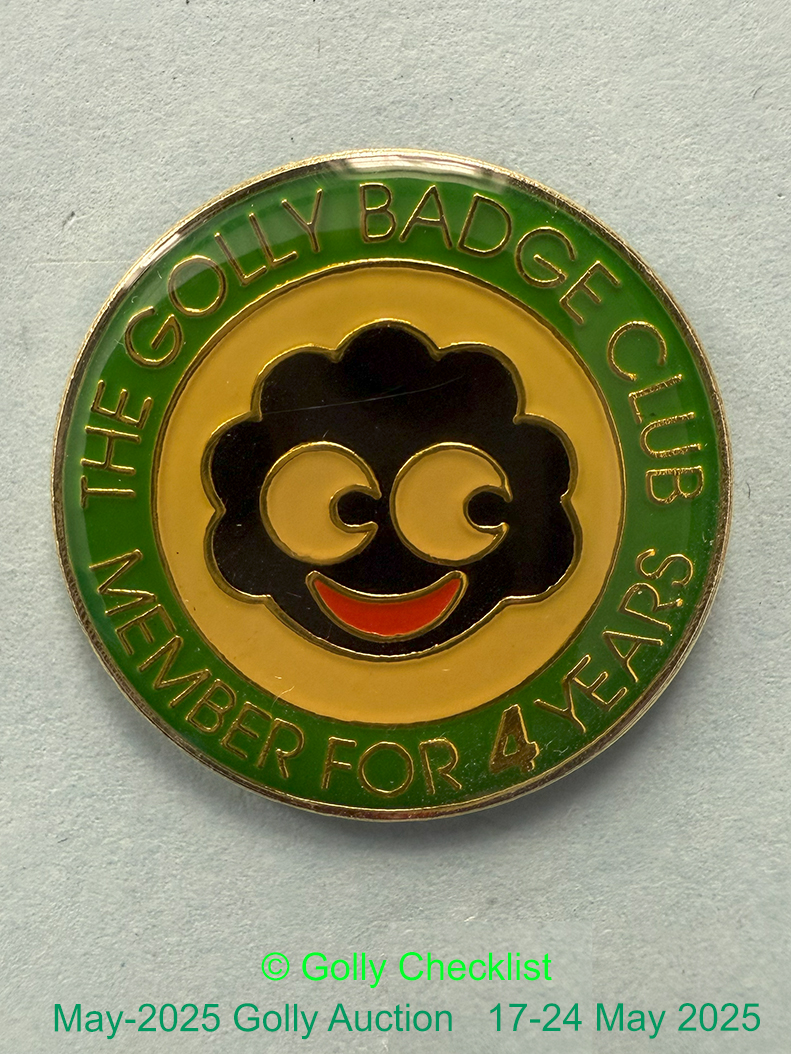 THE GOLLY BADGE CLUB
MEMBER FOR 4 YEARS
© Golly Checklist
May-2025 Golly Auction 17-24 May 2025